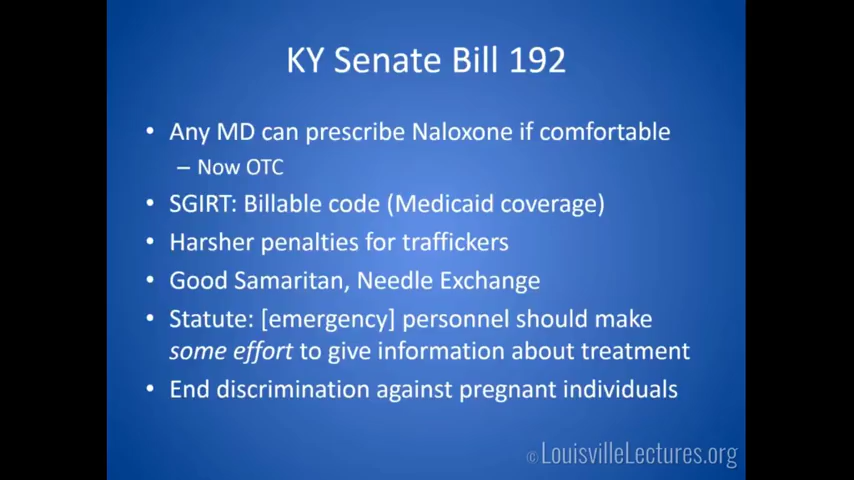 KY Senate Bill 192
• Any MD can prescribe Naloxone if comfortable
– Now OTC
• SGIRT: Billable code (Medicaid coverage)
• Harsher penalties for traffickers
• Good Samaritan, Needle Exchange
• Statute: [emergency] personnel should make
some effort to give information about treatment
• End discrimination against pregnant individuals
© LouisvilleLectures.org